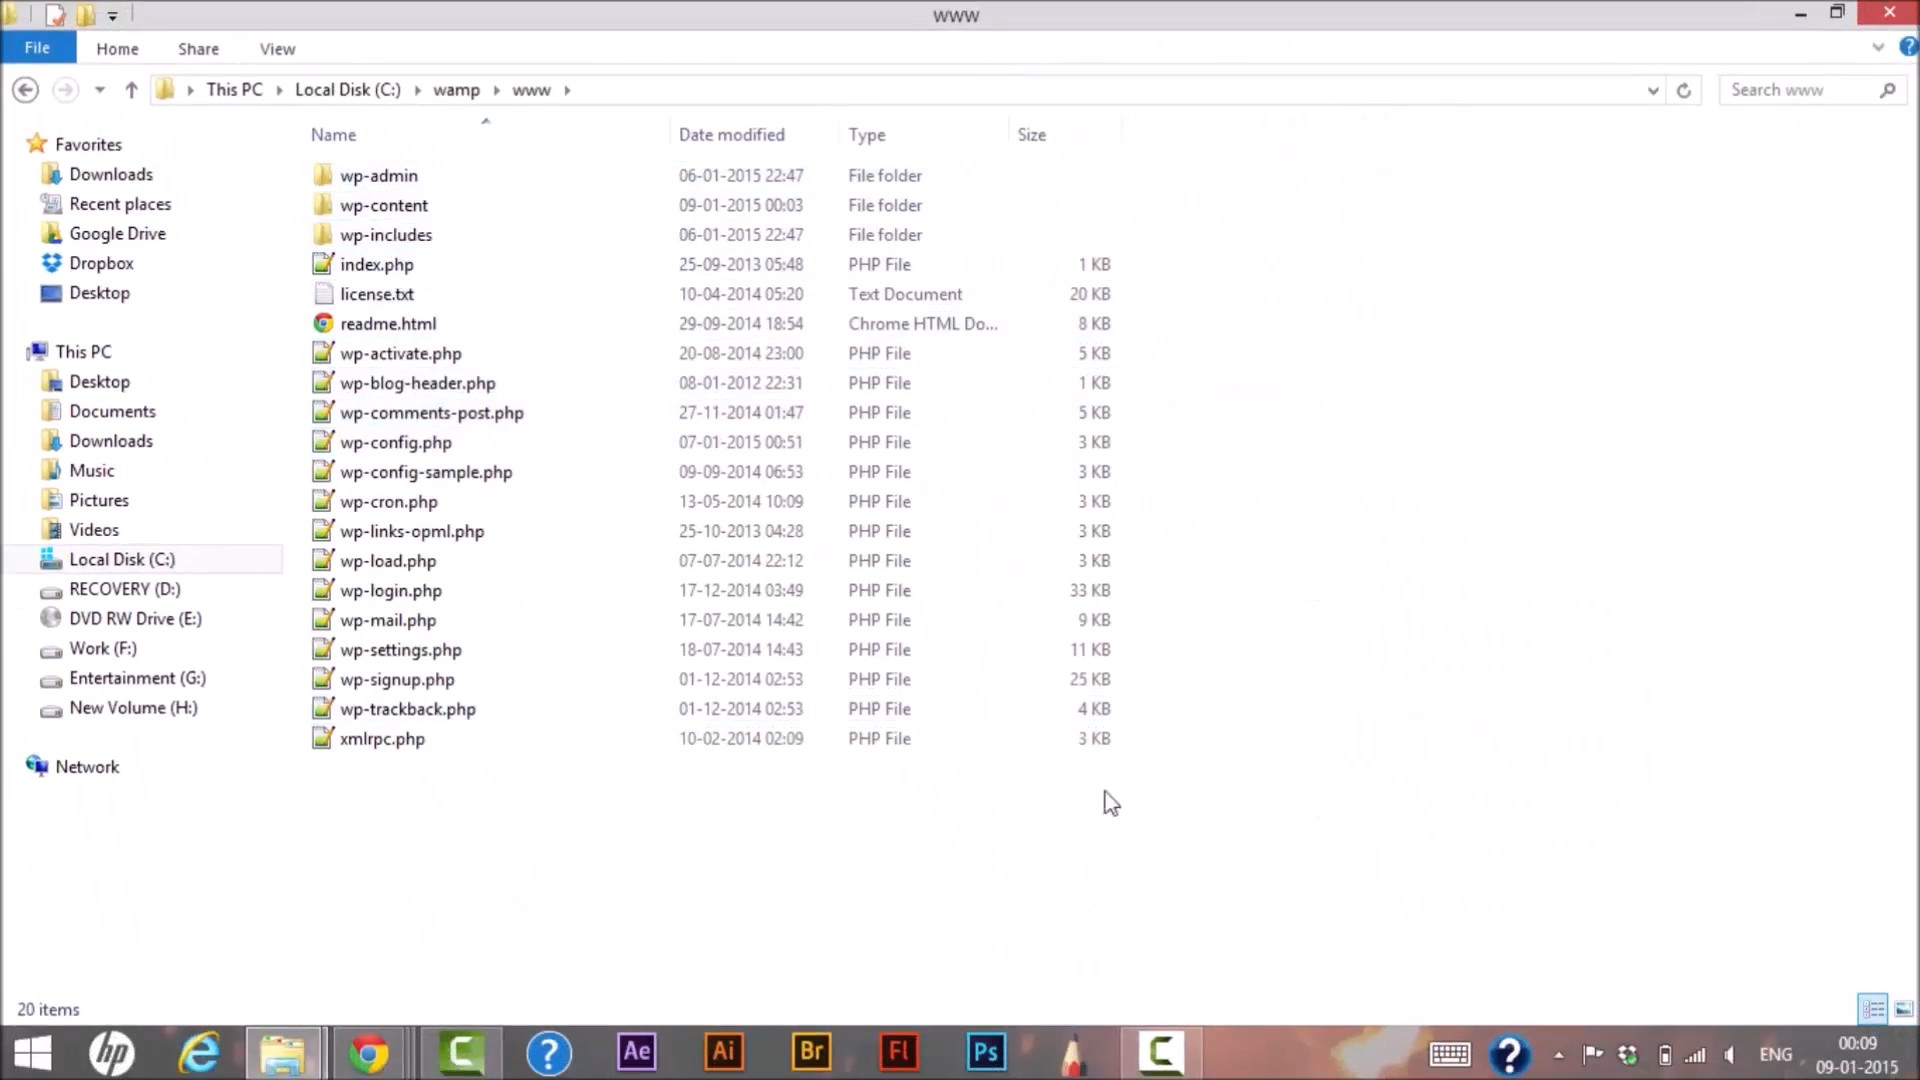 www
File Home Share View
This PC Local Disk (C:) wamp www
Search www
Name Date modified Type Size
Favorites
Downloads
Recent places
Google Drive
Dropbox
Desktop
This PC
Desktop
Documents
Downloads
Music
Pictures
Videos
Local Disk (C:)
RECOVERY (D:)
DVD RW Drive (E:)
Work (F:)
Entertainment (G:)
New Volume (H:)
Network
wp-admin 06-01-2015 22:47 File folder
wp-content 09-01-2015 00:03 File folder
wp-includes 06-01-2015 22:47 File folder
index.php 25-09-2013 05:48 PHP File 1 KB
license.txt 10-04-2014 05:20 Text Document 20 KB
readme.html 29-09-2014 18:54 Chrome HTML Do... 8 KB
wp-activate.php 20-08-2014 23:00 PHP File 5 KB
wp-blog-header.php 08-01-2012 22:31 PHP File 1 KB
wp-comments-post.php 27-11-2014 01:47 PHP File 5 KB
wp-config.php 07-01-2015 00:51 PHP File 3 KB
wp-config-sample.php 09-09-2014 06:53 PHP File 3 KB
wp-cron.php 13-05-2014 10:09 PHP File 3 KB
wp-links-opml.php 25-10-2013 04:28 PHP File 3 KB
wp-load.php 07-07-2014 22:12 PHP File 3 KB
wp-login.php 17-12-2014 03:49 PHP File 33 KB
wp-mail.php 17-07-2014 14:42 PHP File 9 KB
wp-settings.php 18-07-2014 14:43 PHP File 11 KB
wp-signup.php 01-12-2014 02:53 PHP File 25 KB
wp-trackback.php 01-12-2014 02:53 PHP File 4 KB
xmlrpc.php 10-02-2014 02:09 PHP File 3 KB
20 items
hp Ae Ai Br Fl Ps ENG 00:09
09-01-2015